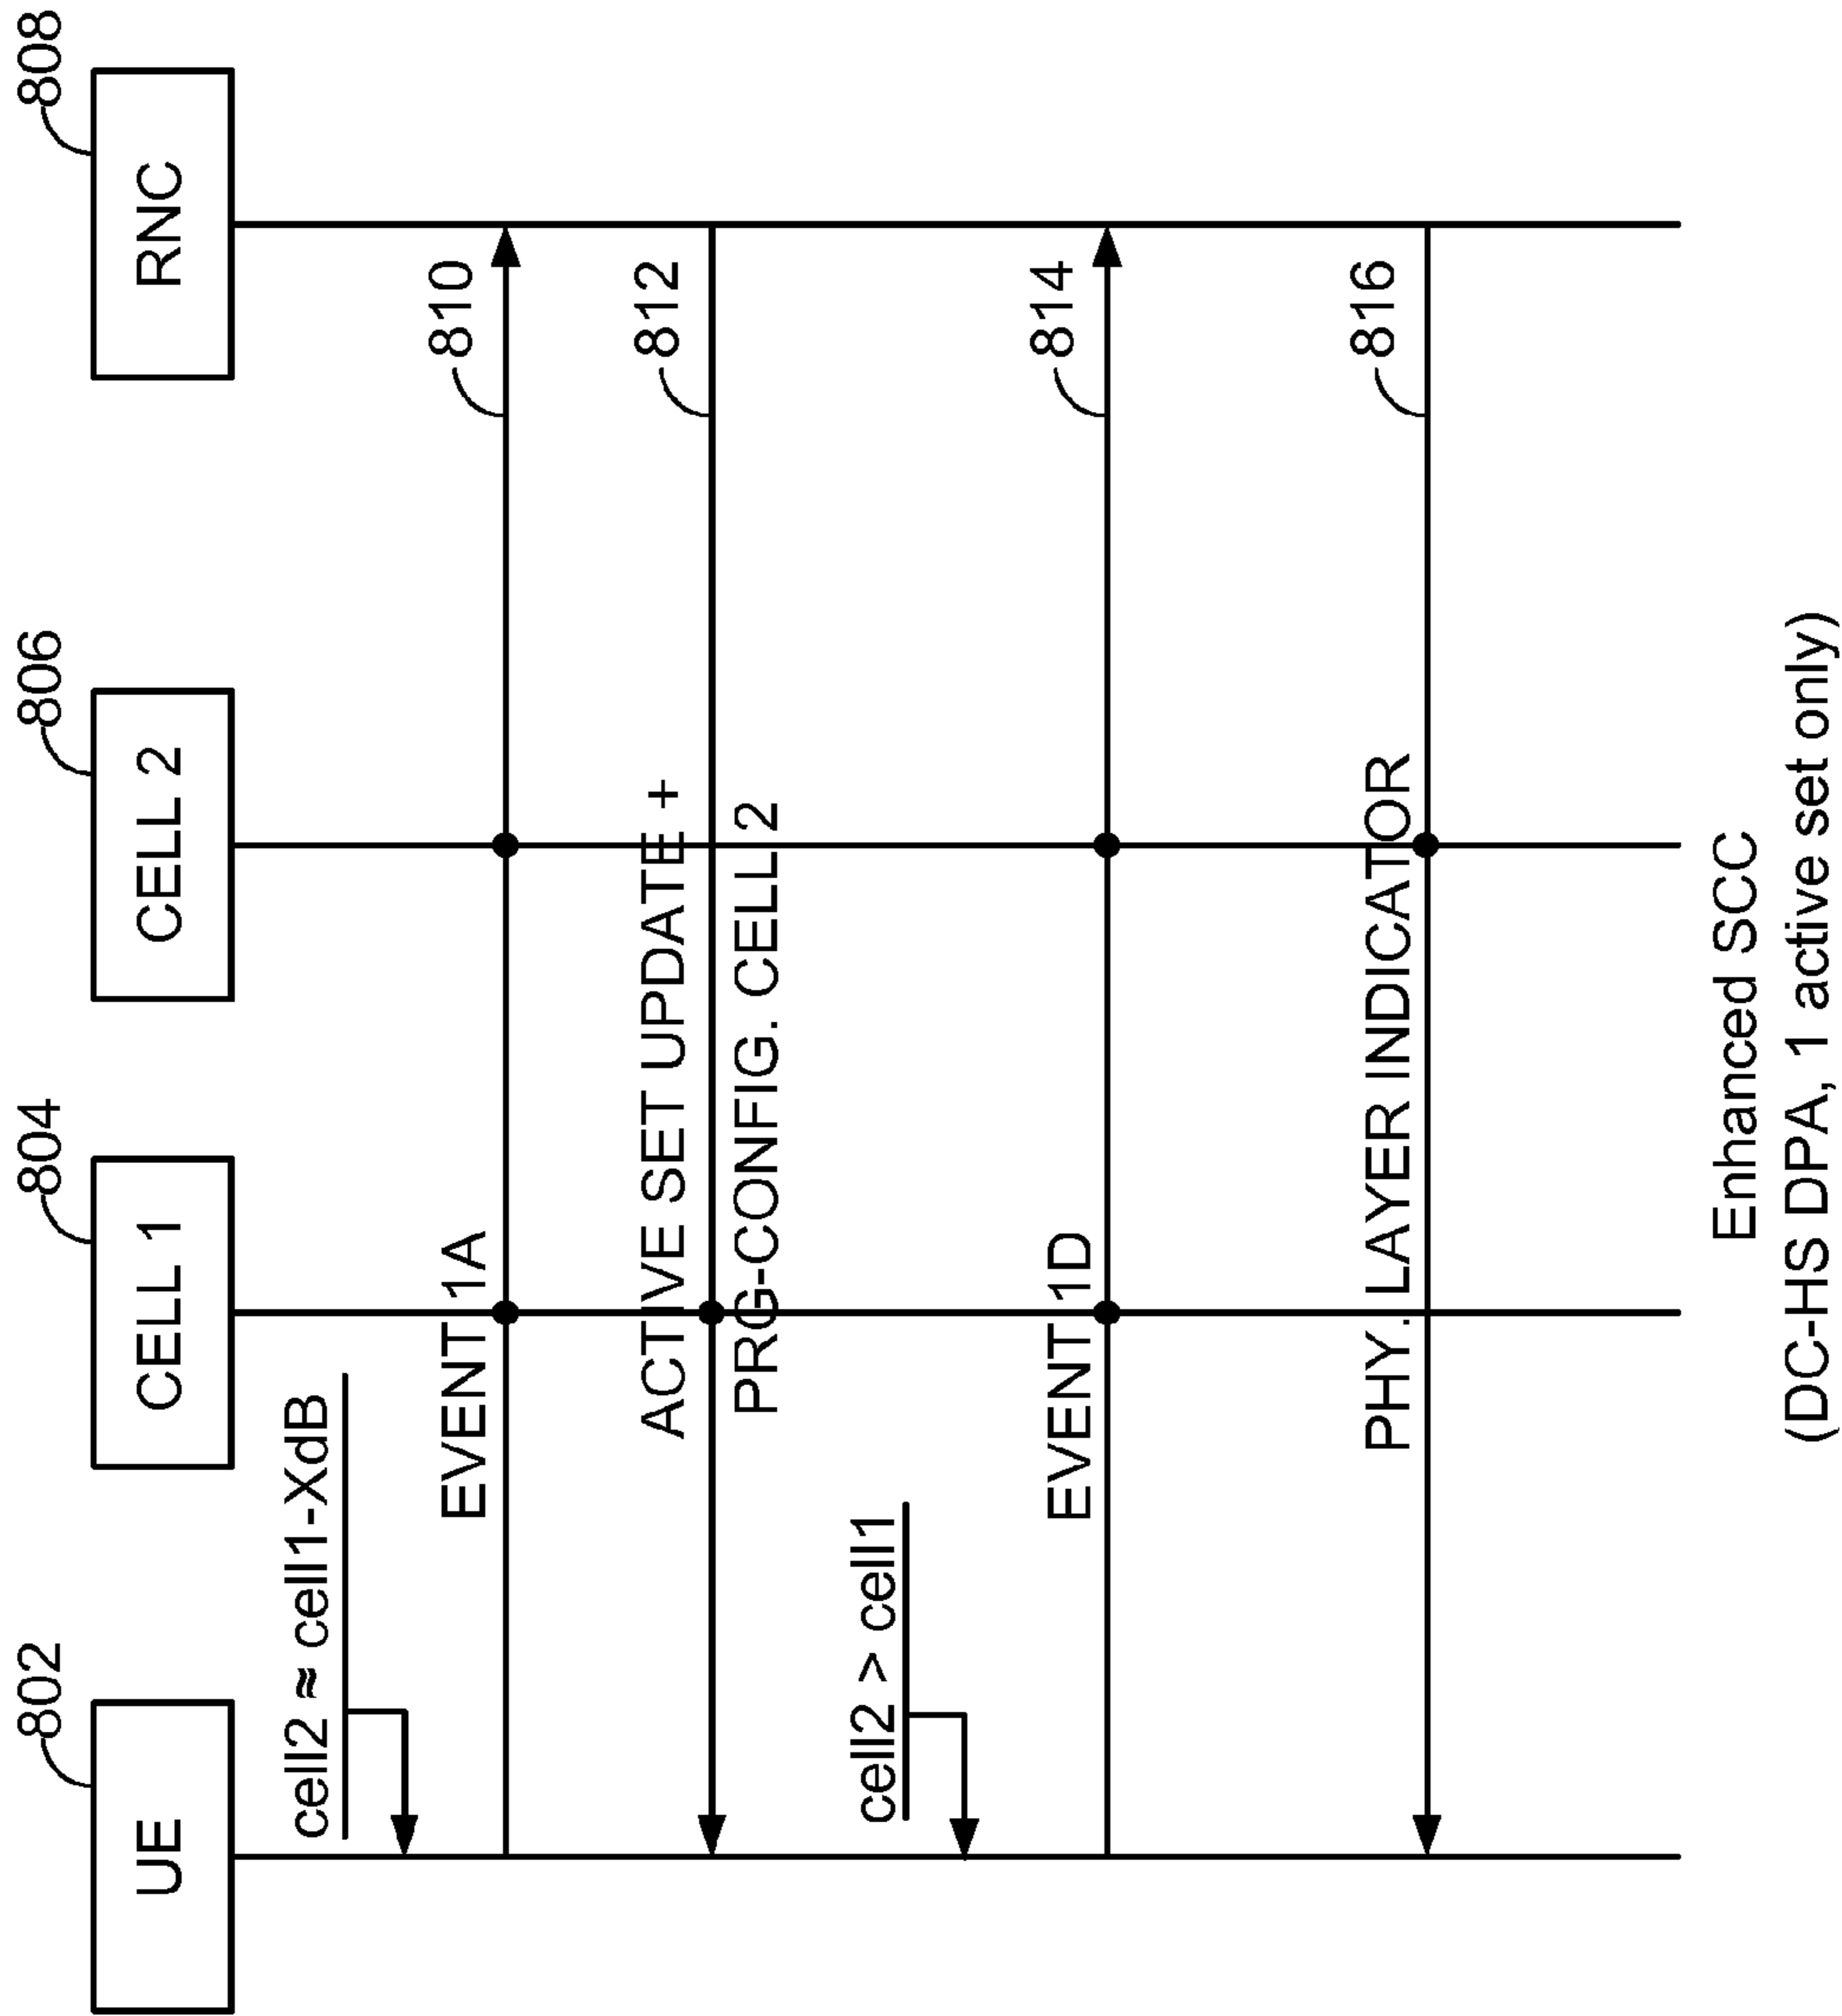 802
804
806
808
UE
CELL 1
CELL 2
RNC
cell2 ≈ cell1-XdB
EVENT 1A
810
ACTIVE SET UPDATE +
812
PRG-CONFIG. CELL 2
cell2 > cell1
EVENT 1D
814
PHY. LAYER INDICATOR
816
Enhanced SCC
(DC-HS DPA, 1 active set only)